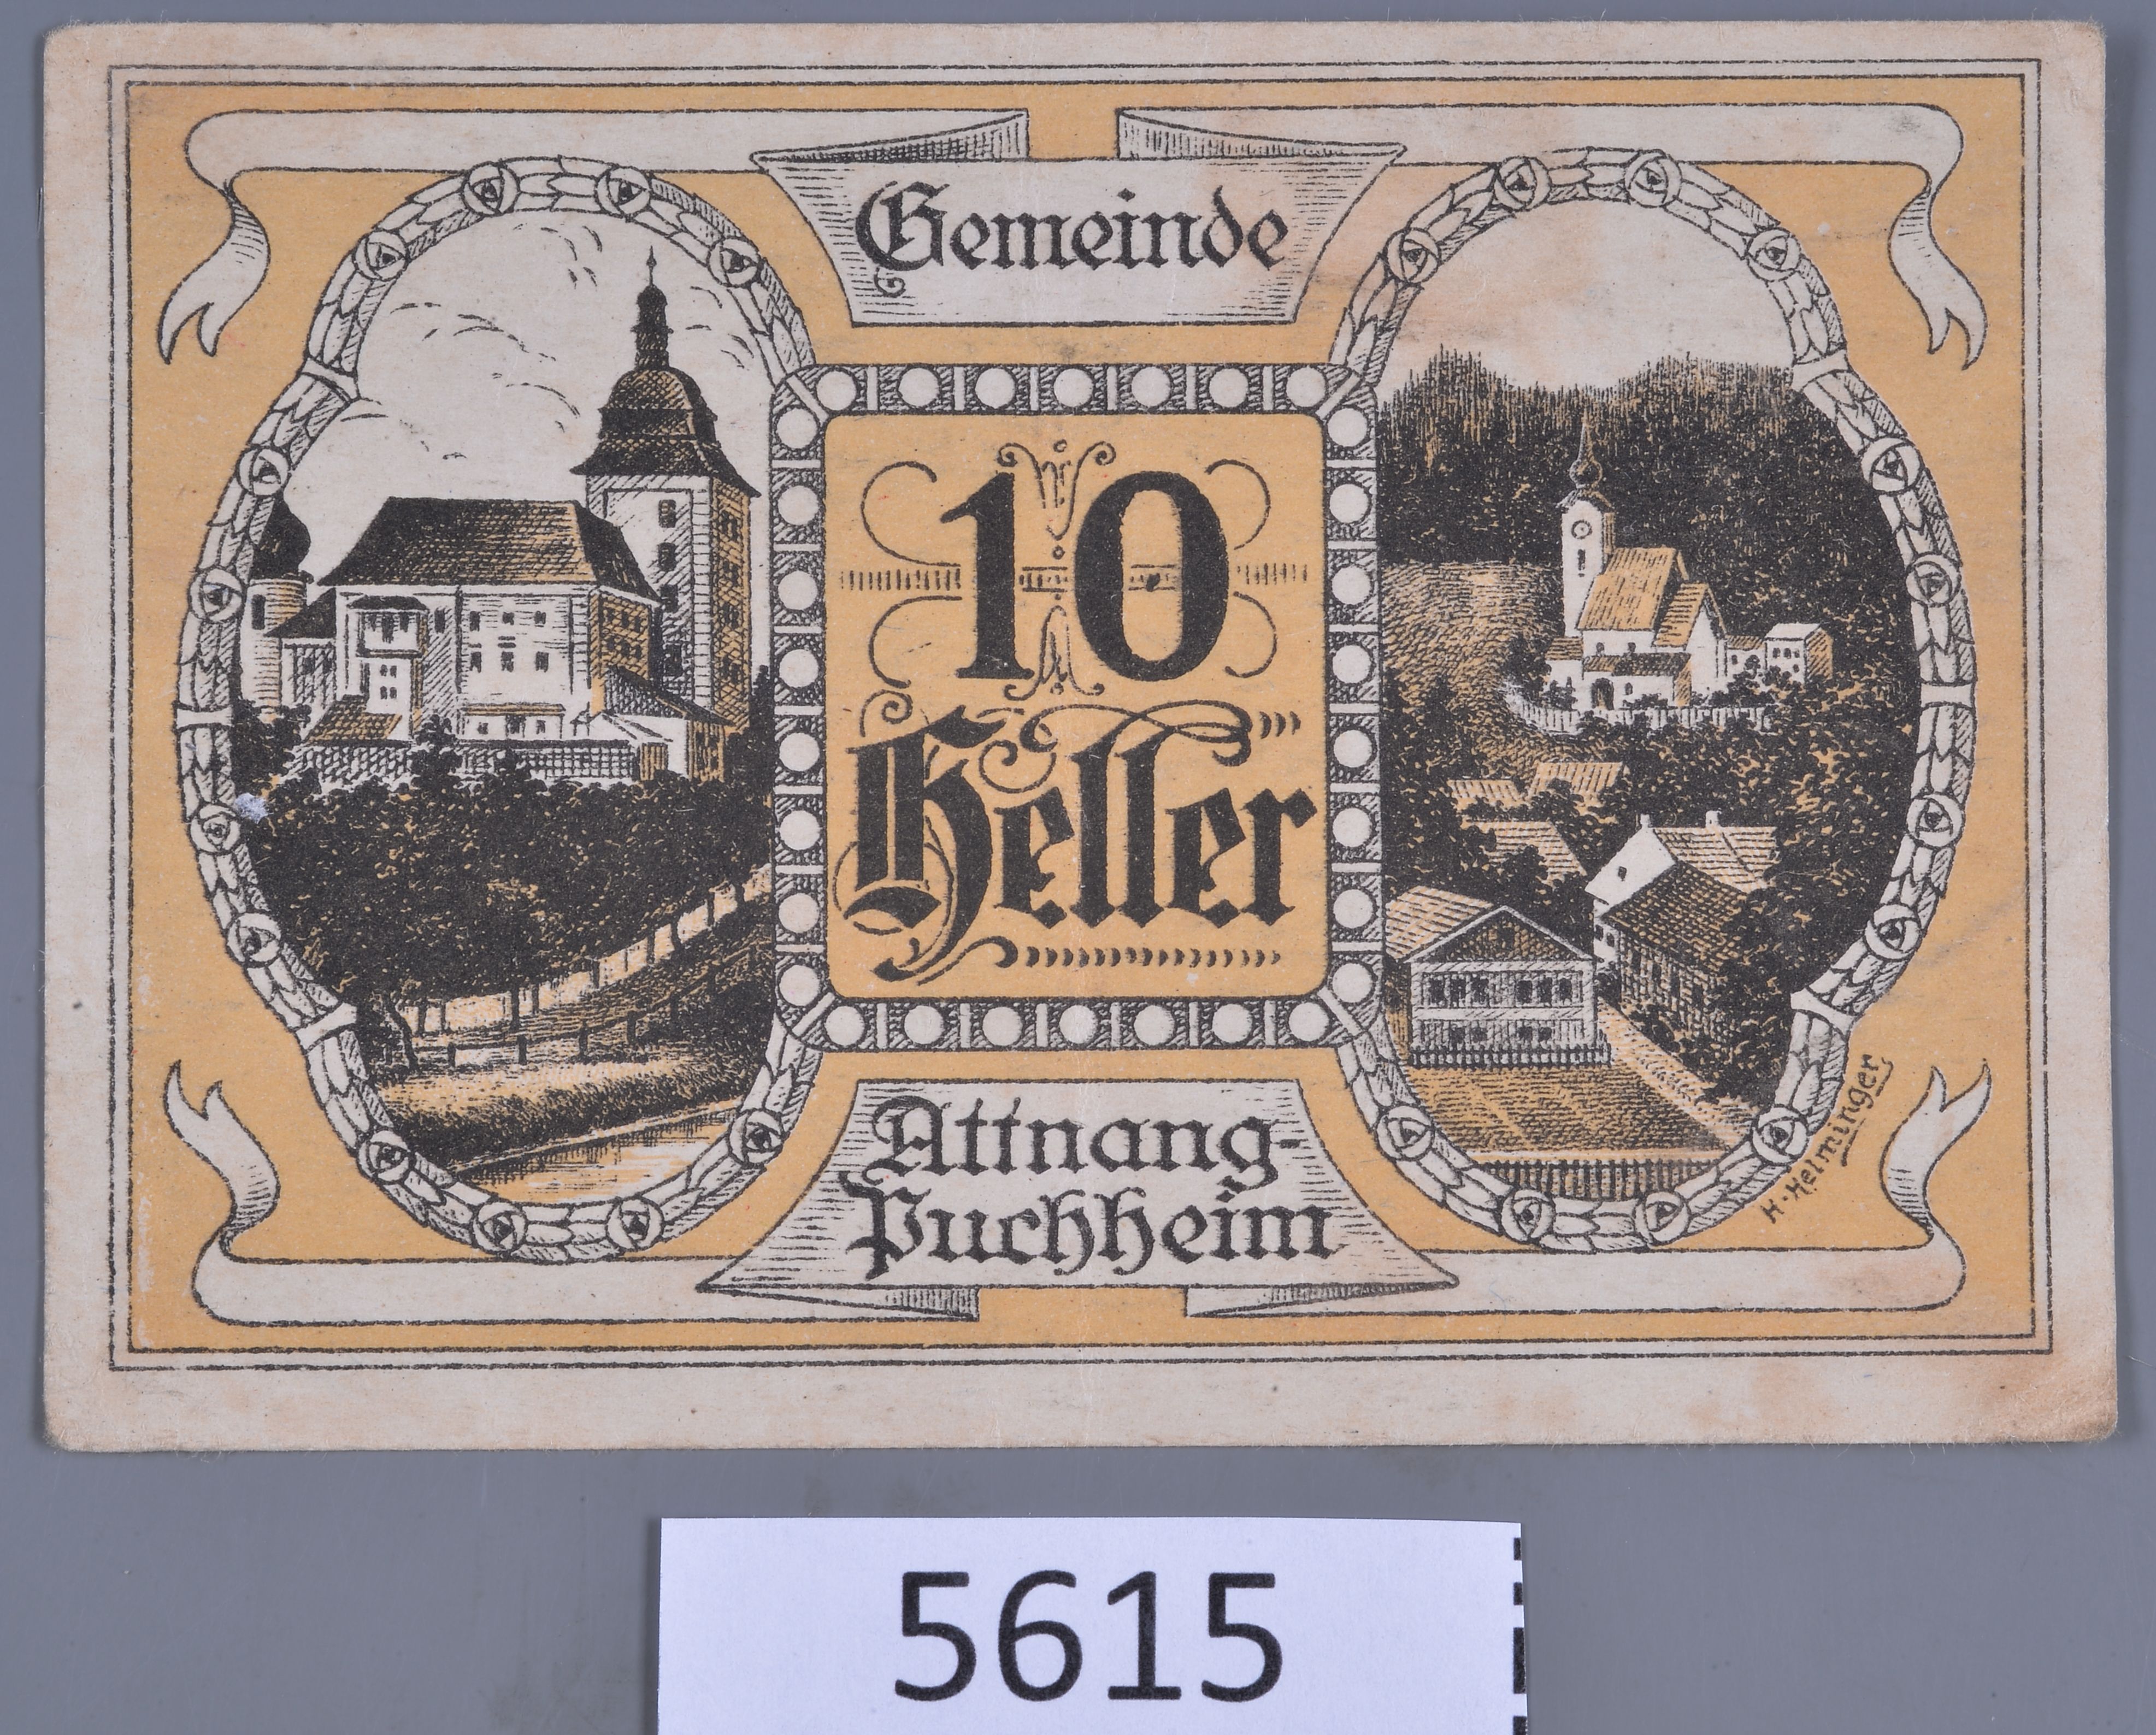 Gemeinde
10
Heller
Attnang-
Puchheim
H. Helminger
5615